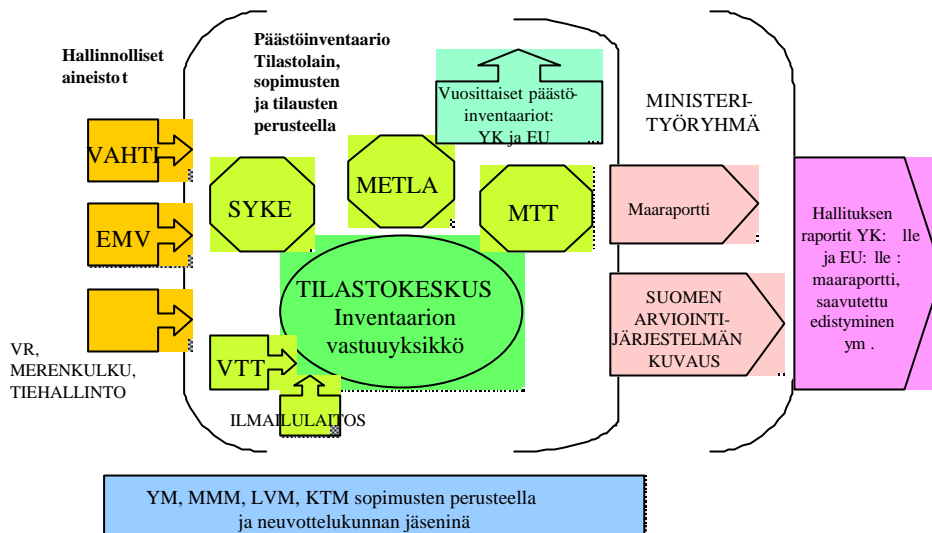 Hallinnolliset
aineistot
Päästöinventaario
Tilastolain,
sopimusten
ja tilausten
perusteella
Vuosittaiset päästö-
inventaariot:
YK ja EU
MINISTERI-
TYÖRYHMÄ
VAHTI
EMV
VR,
MERENKULKU,
TIEHALLINTO
SYKE
METLA
MTT
TILASTOKESKUS
Inventaarion
vastuuyksikkö
VTT
ILMAILULAITOS
Maaraportti
SUOMEN
ARVIOINTI-
JÄRJESTELMÄN
KUVAUS
Hallituksen
raportit YK: lle
ja EU: lle :
maaraportti,
saavutettu
edistyminen
ym .
YM, MMM, LVM, KTM sopimusten perusteella
ja neuvottelukunnan jäseninä